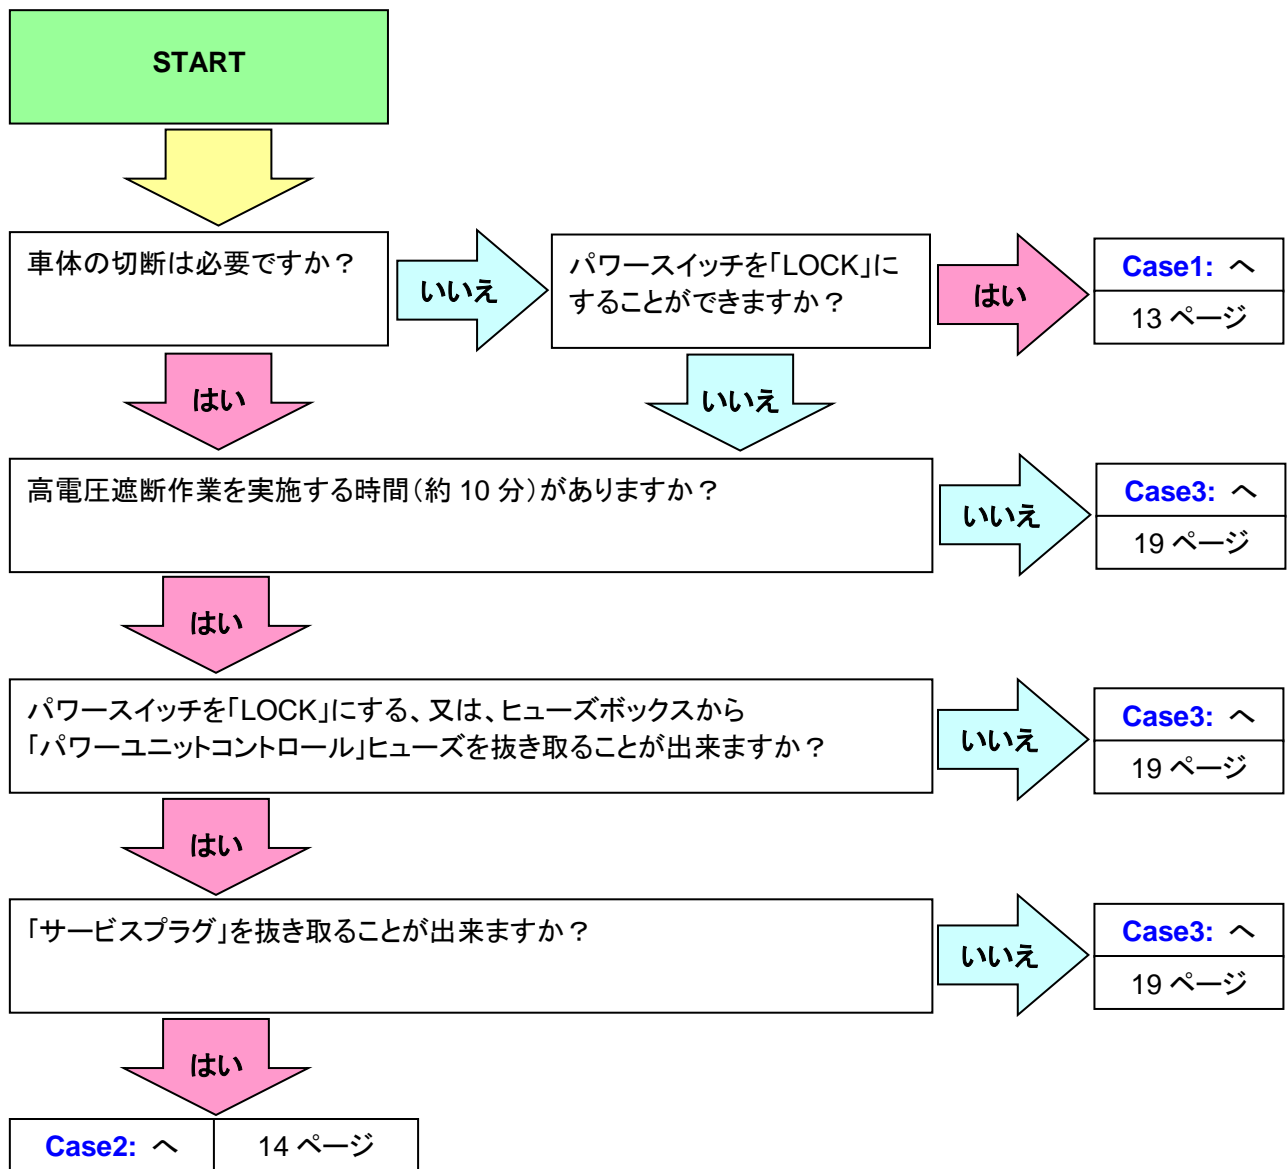 START
車体の切断は必要ですか？
いいえ
パワースイッチを「LOCK」に
することができますか？
はい
Case1: へ
13 ページ
はい
いいえ
高電圧遮断作業を実施する時間（約 10 分）がありますか？
いいえ
Case3: へ
19 ページ
はい
パワースイッチを「LOCK」にする、又は、ヒューズボックスから
「パワーユニットコントロール」ヒューズを抜き取ることが出来ますか？
いいえ
Case3: へ
19 ページ
はい
「サービスプラグ」を抜き取ることが出来ますか？
いいえ
Case3: へ
19 ページ
はい
Case2: へ
14 ページ